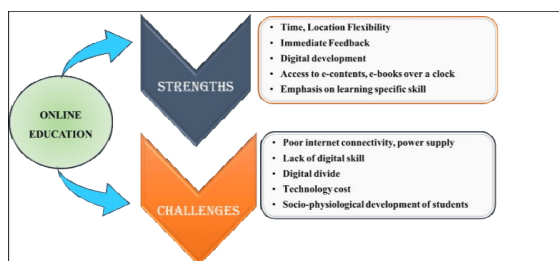 ONLINE
EDUCATION
STRENGTHS
• Time, Location Flexibility
• Immediate Feedback
• Digital development
• Access to e-contents, e-books over a clock
• Emphasis on learning specific skill
CHALLENGES
• Poor internet connectivity, power supply
• Lack of digital skill
• Digital divide
• Technology cost
• Socio-physiological development of students